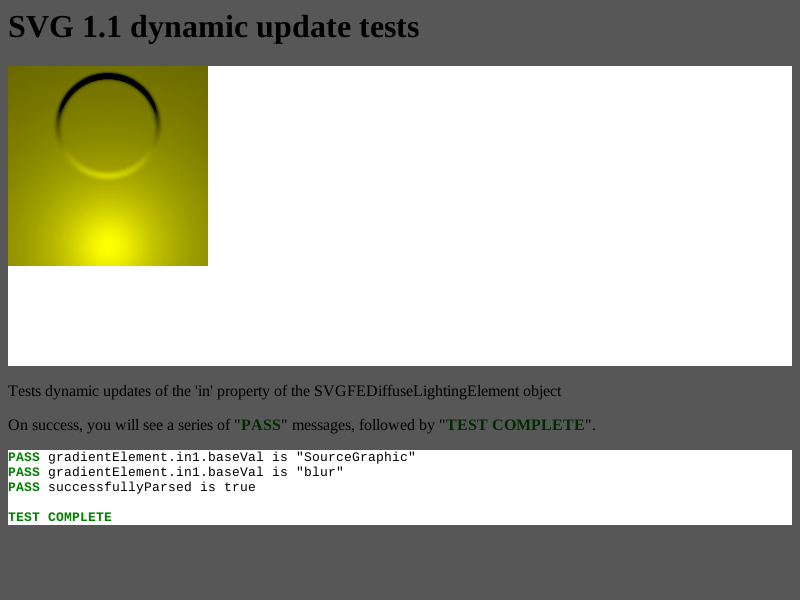 SVG 1.1 dynamic update tests
Tests dynamic updates of the 'in' property of the SVGFEDiffuseLightingElement object
On success, you will see a series of "PASS" messages, followed by "TEST COMPLETE".
PASS gradientElement.in1.baseVal is "SourceGraphic"
PASS gradientElement.in1.baseVal is "blur"
PASS successfullyParsed is true
TEST COMPLETE